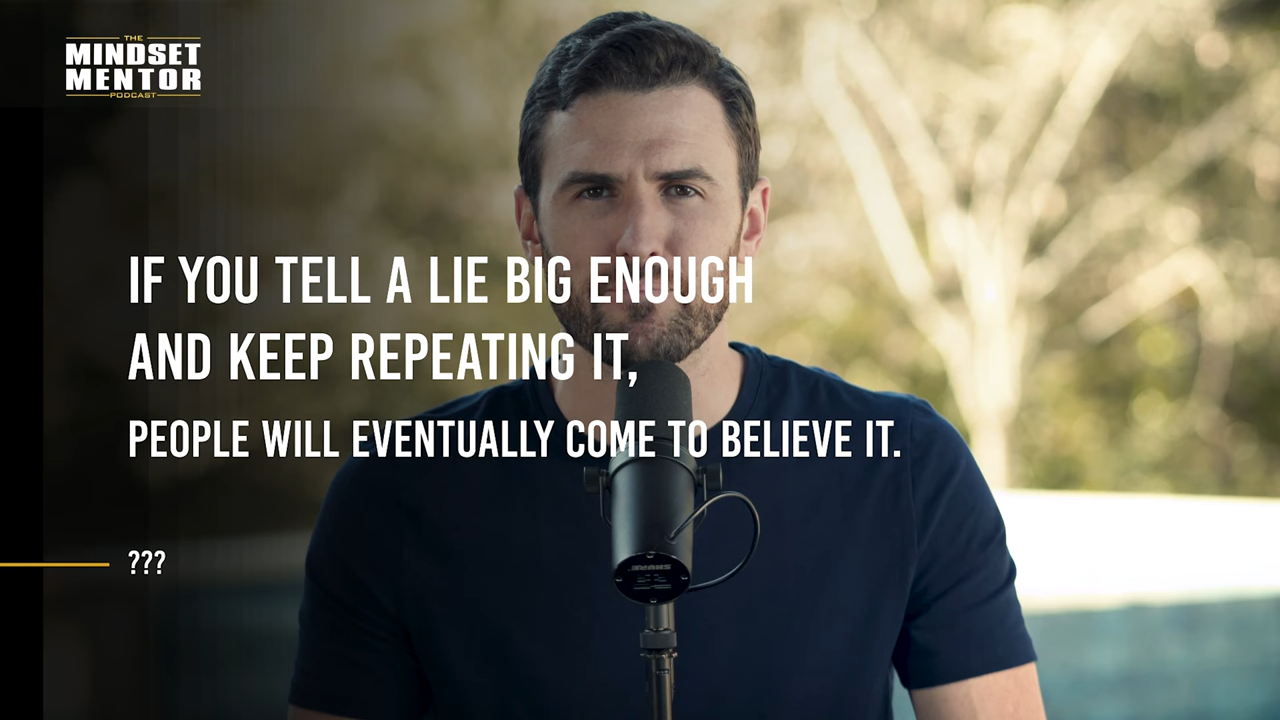 THE
MINDSET
MENTOR
PODCAST
IF YOU TELL A LIE BIG ENOUGH
AND KEEP REPEATING IT,
PEOPLE WILL EVENTUALLY COME TO BELIEVE IT.
???
SHURE